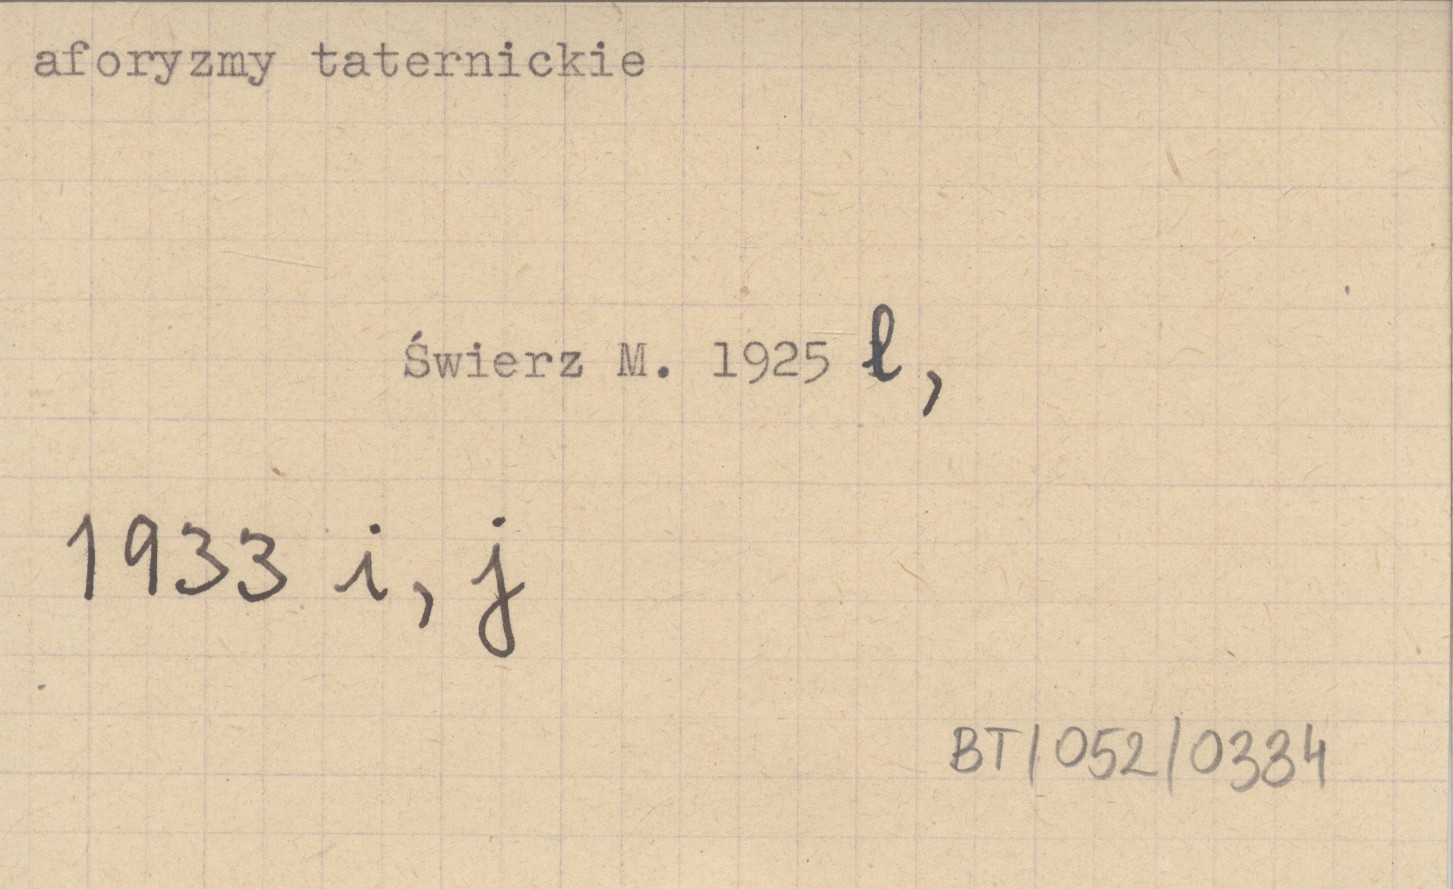 aforyzmy taternickie
Świerz M. 1925 l,
1933 i, j
BT/052/0334